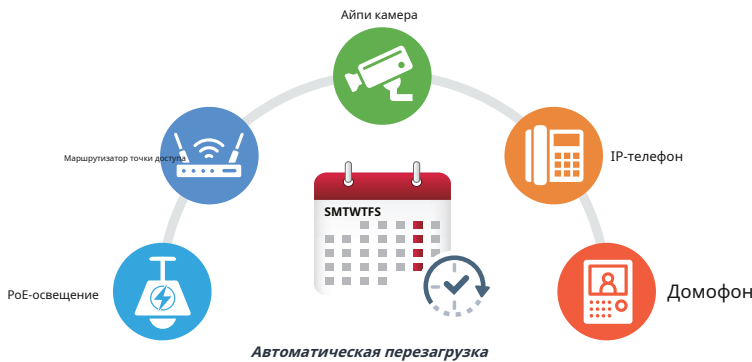 Айпи камера
Маршрутизатор точки доступа
IP-телефон
SMTWTFS
PoE-освещение
Домофон
Автоматическая перезагрузка